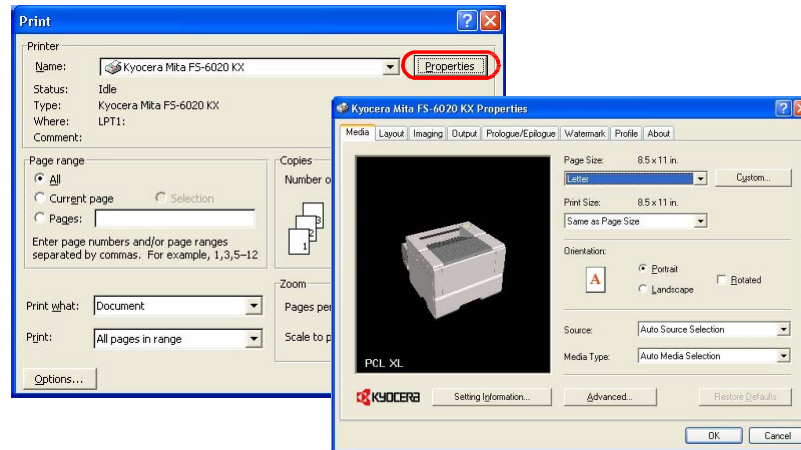 Print
Printer
Name: Kyocera Mita FS-6020 KX Properties
Status: Idle
Type: Kyocera Mita FS-6020 KX
Where: LPT1:
Comment:
Page range
All
Current page Selection
Pages:
Enter page numbers and/or page ranges
separated by commas. For example, 1,3,5–12
Copies
Number o
Print what: Document
Print: All pages in range
Zoom
Pages per
Scale to p
Options...
Kyocera Mita FS-6020 KX Properties
Media Layout Imaging Output Prologue/Epilogue Watermark Profile About
Page Size: 8.5 x 11 in.
Letter Custom...
Print Size: 8.5 x 11 in.
Same as Page Size
Orientation:
A Portrait
Landscape
Rotated
Source: Auto Source Selection
Media Type: Auto Media Selection
PCL XL
KYOCERA Setting Information... Advanced... Restore Defaults
OK Cancel